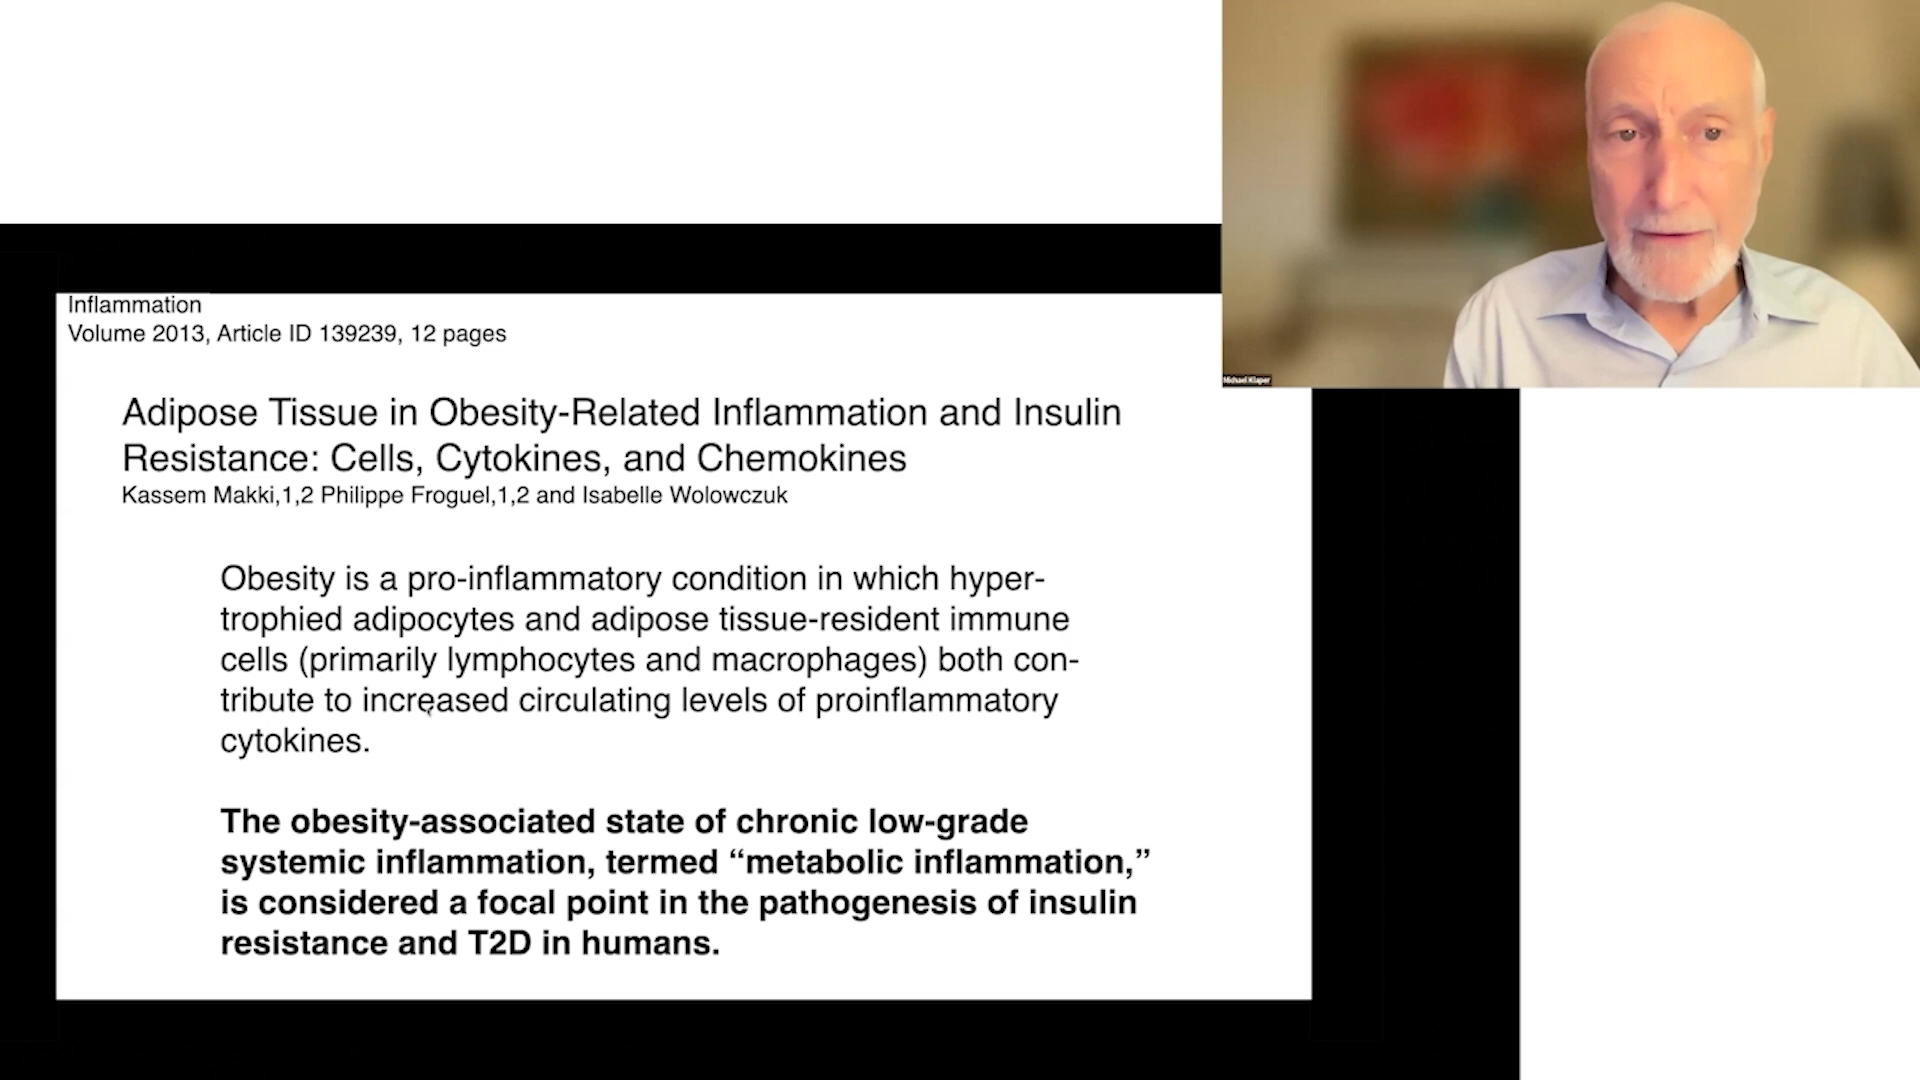 Inflammation
Volume 2013, Article ID 139239, 12 pages
Adipose Tissue in Obesity-Related Inflammation and Insulin
Resistance: Cells, Cytokines, and Chemokines
Kassem Makki,1,2 Philippe Froguel,1,2 and Isabelle Wolowczuk
Obesity is a pro-inflammatory condition in which hyper-
trophied adipocytes and adipose tissue-resident immune
cells (primarily lymphocytes and macrophages) both con-
tribute to increased circulating levels of proinflammatory
cytokines.
The obesity-associated state of chronic low-grade
systemic inflammation, termed “metabolic inflammation,”
is considered a focal point in the pathogenesis of insulin
resistance and T2D in humans.
Michael Klaper